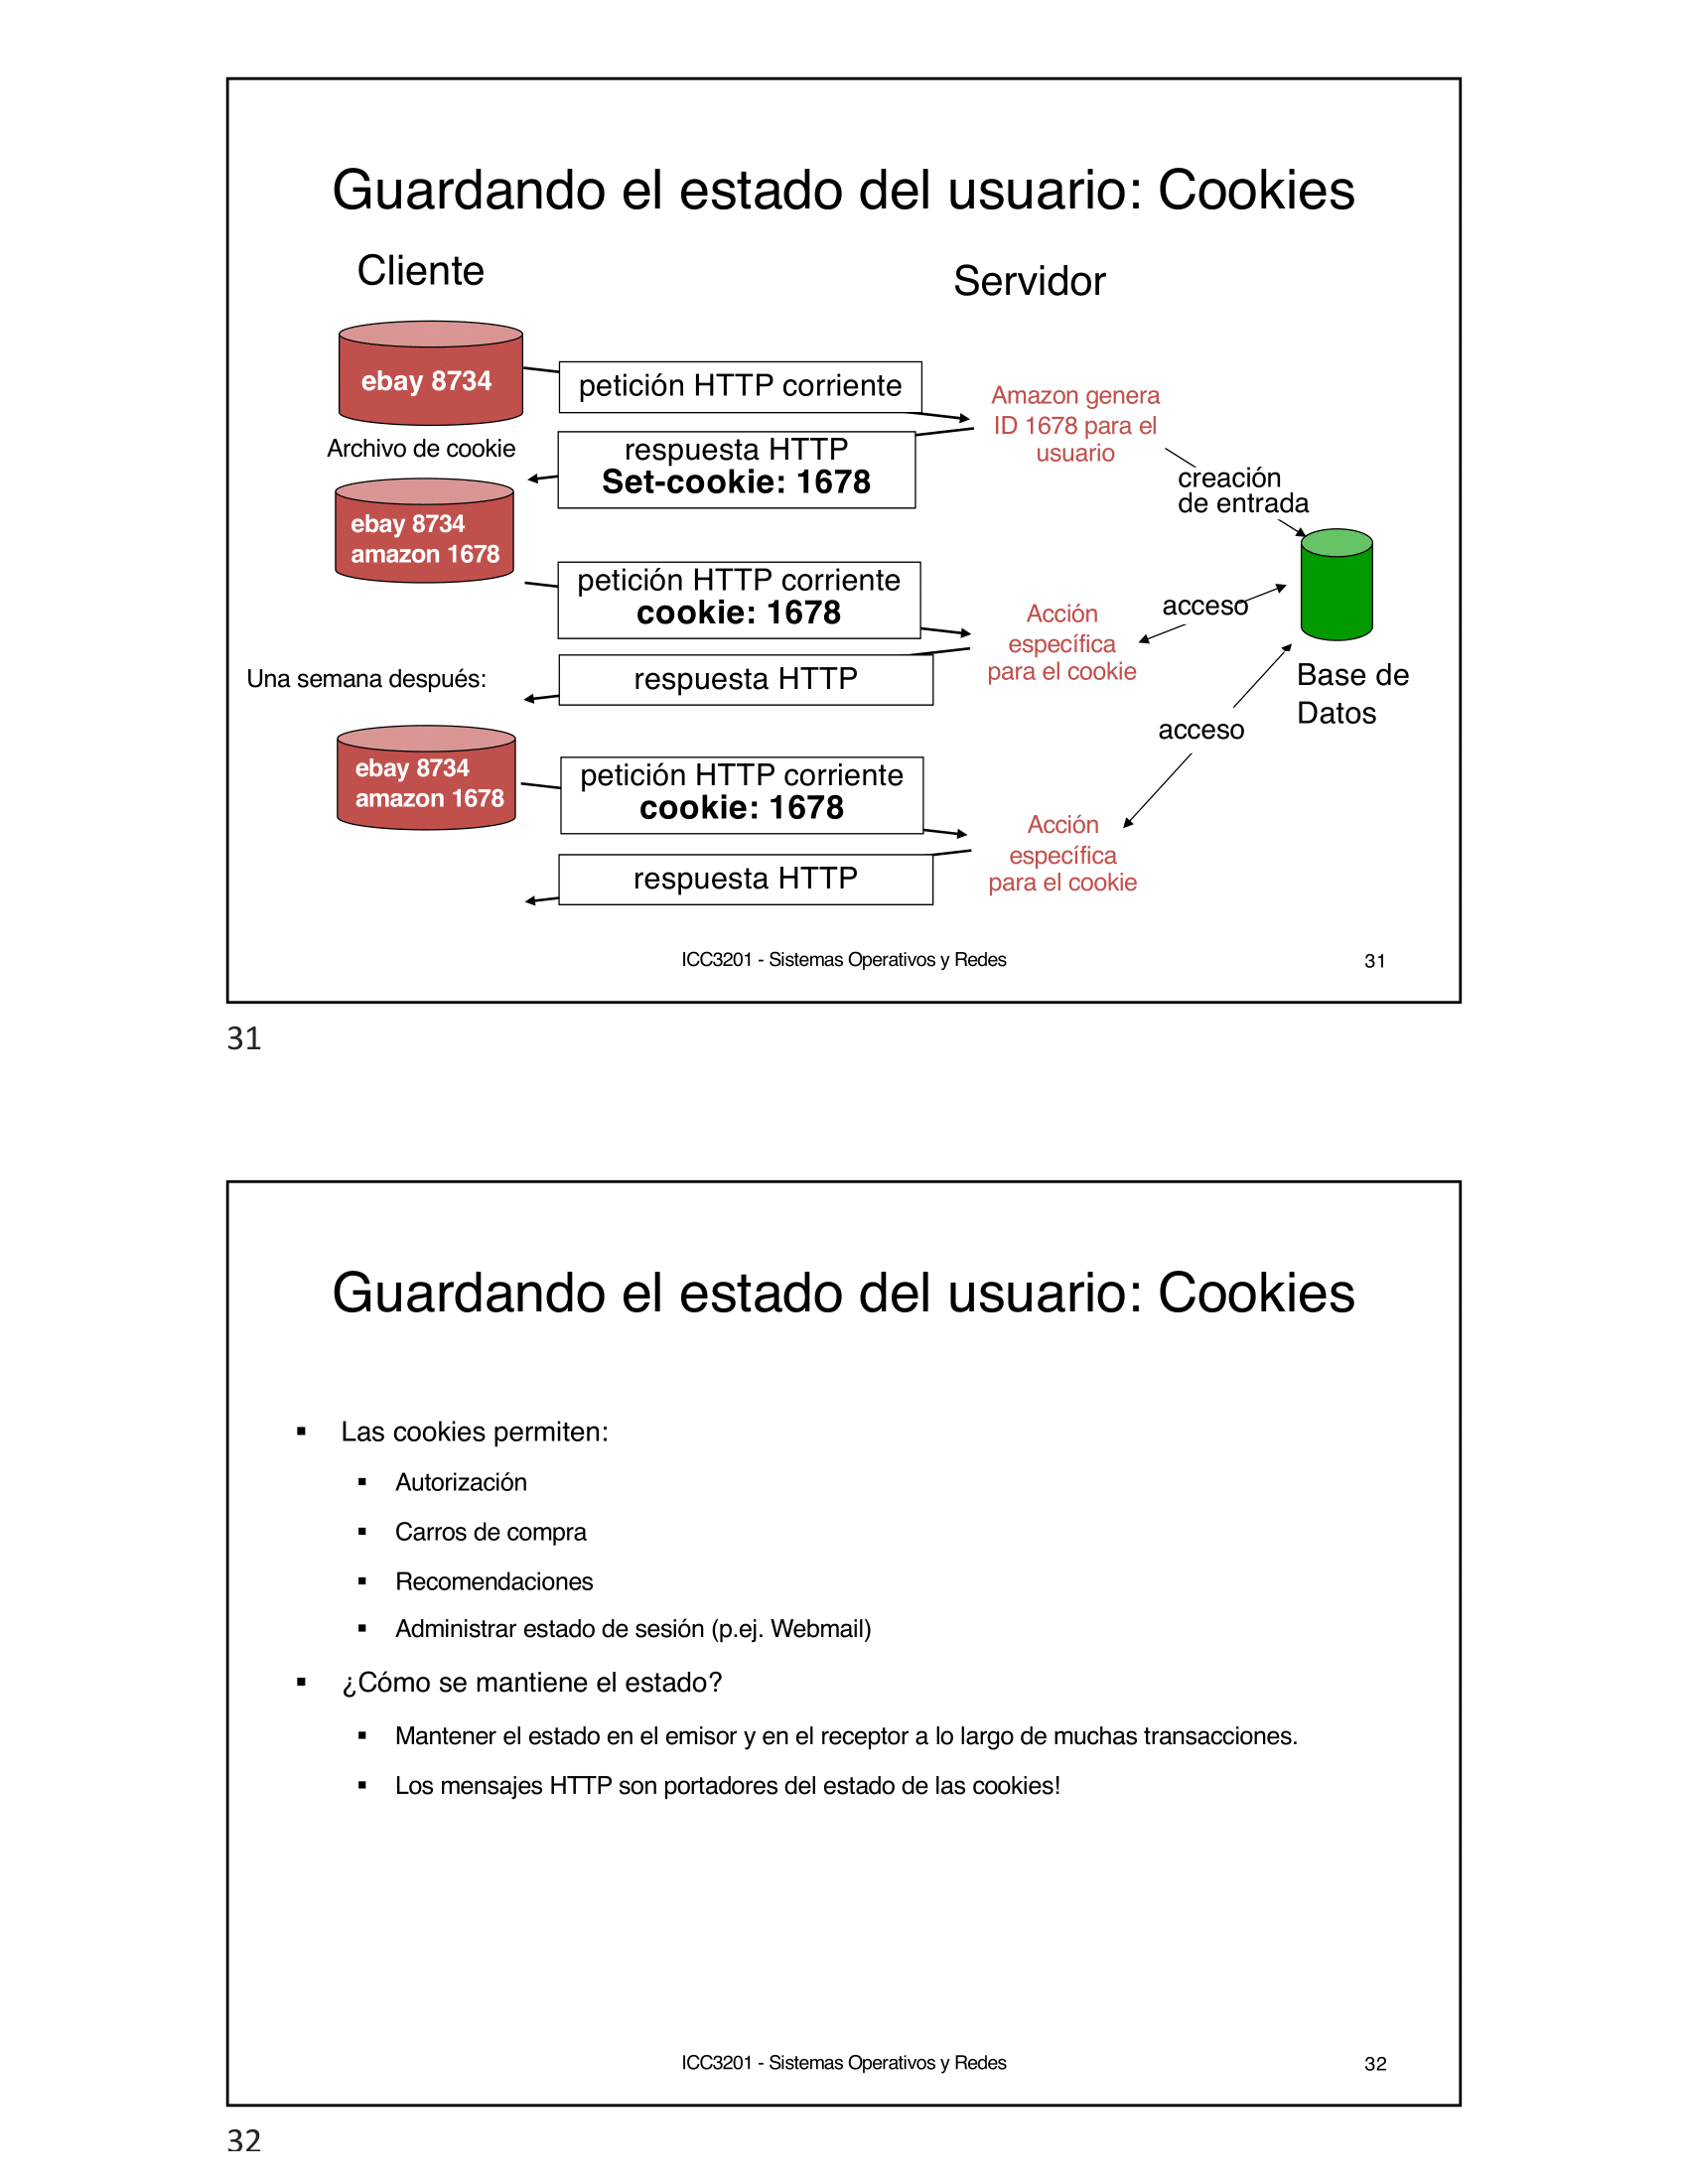 Guardando el estado del usuario: Cookies
Cliente
Servidor
ebay 8734
petición HTTP corriente
Amazon genera
ID 1678 para el
usuario
Archivo de cookie
respuesta HTTP
Set-cookie: 1678
creación
de entrada
ebay 8734
amazon 1678
petición HTTP corriente
cookie: 1678
Acción
específica
para el cookie
acceso
Una semana después:
respuesta HTTP
Base de
Datos
acceso
ebay 8734
amazon 1678
petición HTTP corriente
cookie: 1678
Acción
específica
para el cookie
respuesta HTTP
ICC3201 - Sistemas Operativos y Redes
31
31
Guardando el estado del usuario: Cookies
▪ Las cookies permiten:
▪ Autorización
▪ Carros de compra
▪ Recomendaciones
▪ Administrar estado de sesión (p.ej. Webmail)
▪ ¿Cómo se mantiene el estado?
▪ Mantener el estado en el emisor y en el receptor a lo largo de muchas transacciones.
▪ Los mensajes HTTP son portadores del estado de las cookies!
ICC3201 - Sistemas Operativos y Redes
32
32